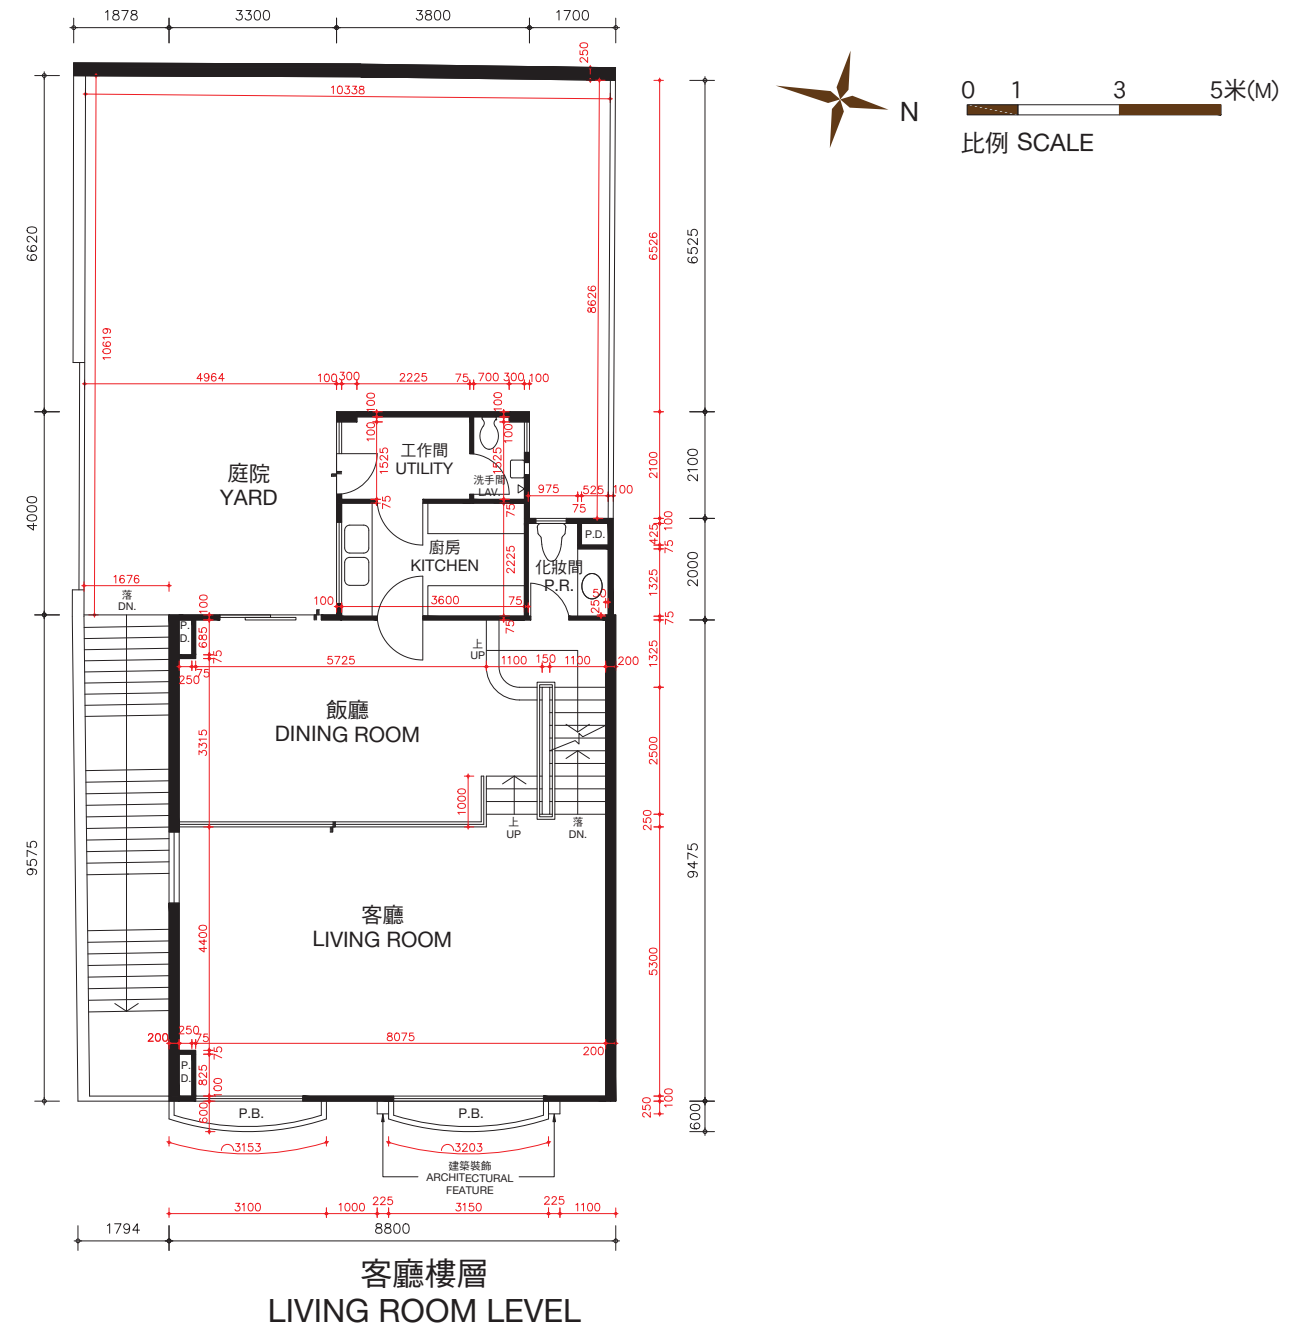 1878 3300 3800 1700
250
10338
N
0 1 3 5米(M)
比例 SCALE
6620
10619
8626
6526
6525
4964 100 300 2225 75 700 300 100
100 100
100 100
工作間
UTILITY
1525
1525
洗手間
LAV.
庭院
YARD
4000
75
75
975 525 100
75
2100
2100
P.D.
廚房
KITCHEN
2225
化妝間
P.R.
100
425
75
1325
2000
1676
落
DN.
100
100 3600 75
50
250
75
75
P.
D.
685
75
250 75
5725
上
UP
1100 150 1100 200
1325
飯廳
DINING ROOM
3315
2500
1000
上
UP
落
DN.
250
9575
9475
客廳
LIVING ROOM
4400
5300
200 250 75 8075 200
75
P.
D.
825
100
600
P.B. P.B.
250 100
600
3153 3203
建築裝飾
ARCHITECTURAL
FEATURE
3100 1000 225 3150 225 1100
1794 8800
客廳樓層
LIVING ROOM LEVEL